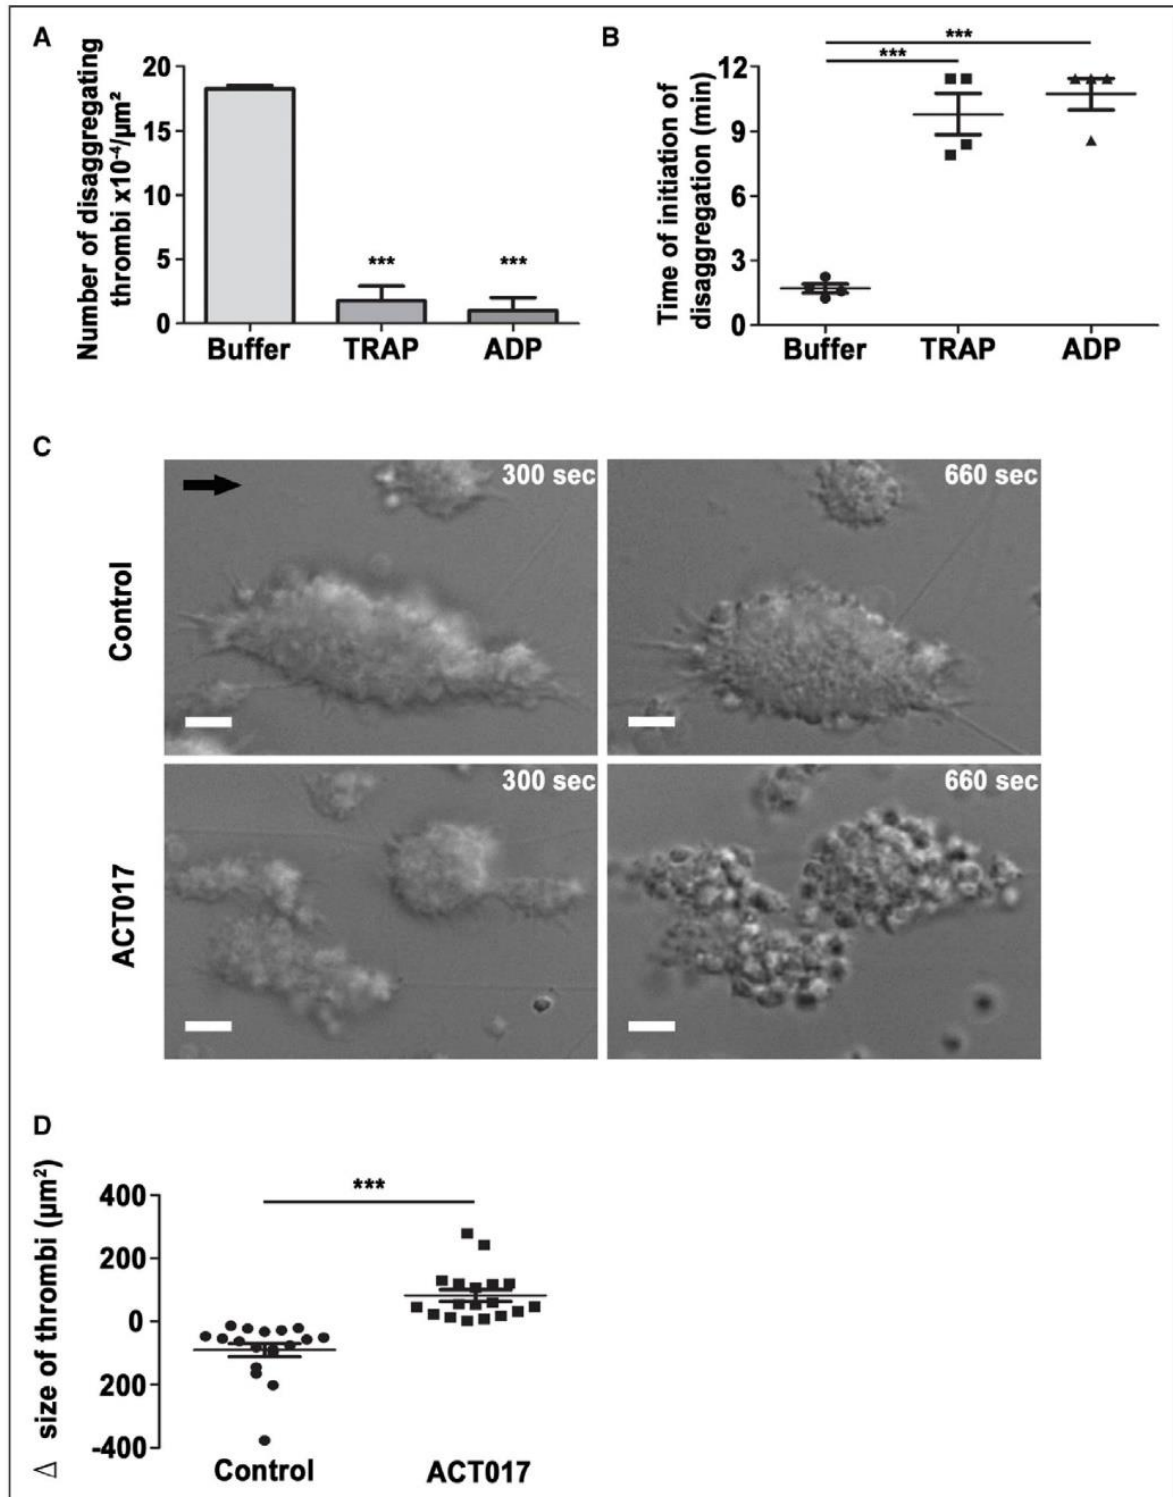 A
Number of disaggregating
thrombi x10⁻⁴/µm²
20
15
10
5
0
***
***
Buffer
TRAP
ADP
B
Time of initiation of
disaggregation (min)
12
9
6
3
0
***
***
Buffer
TRAP
ADP
C
Control
300 sec
660 sec
ACT017
300 sec
660 sec
D
△ size of thrombi (µm²)
400
200
0
200
-400
***
Control
ACT017